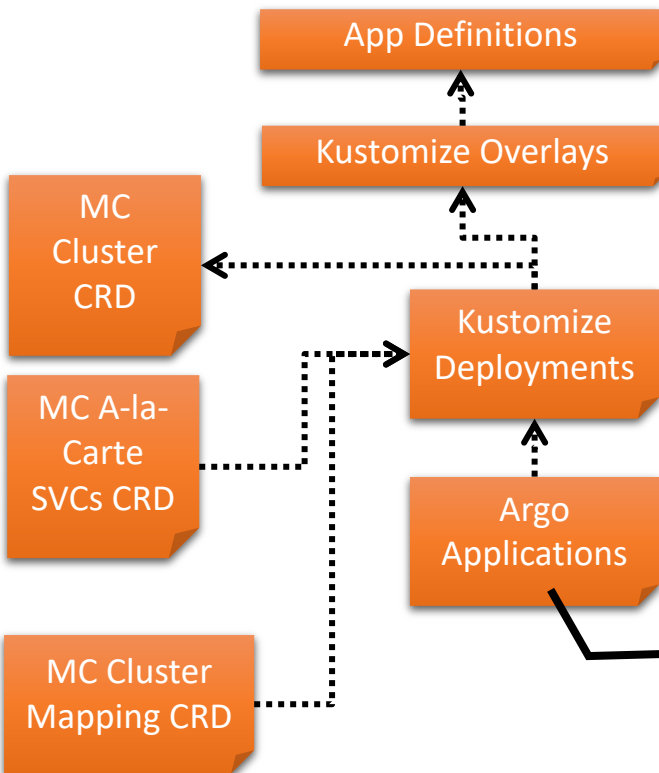 App Definitions
Kustomize Overlays
MC
Cluster
CRD
Kustomize
Deployments
MC A-la-
Carte
SVCs CRD
Argo
Applications
MC Cluster
Mapping CRD